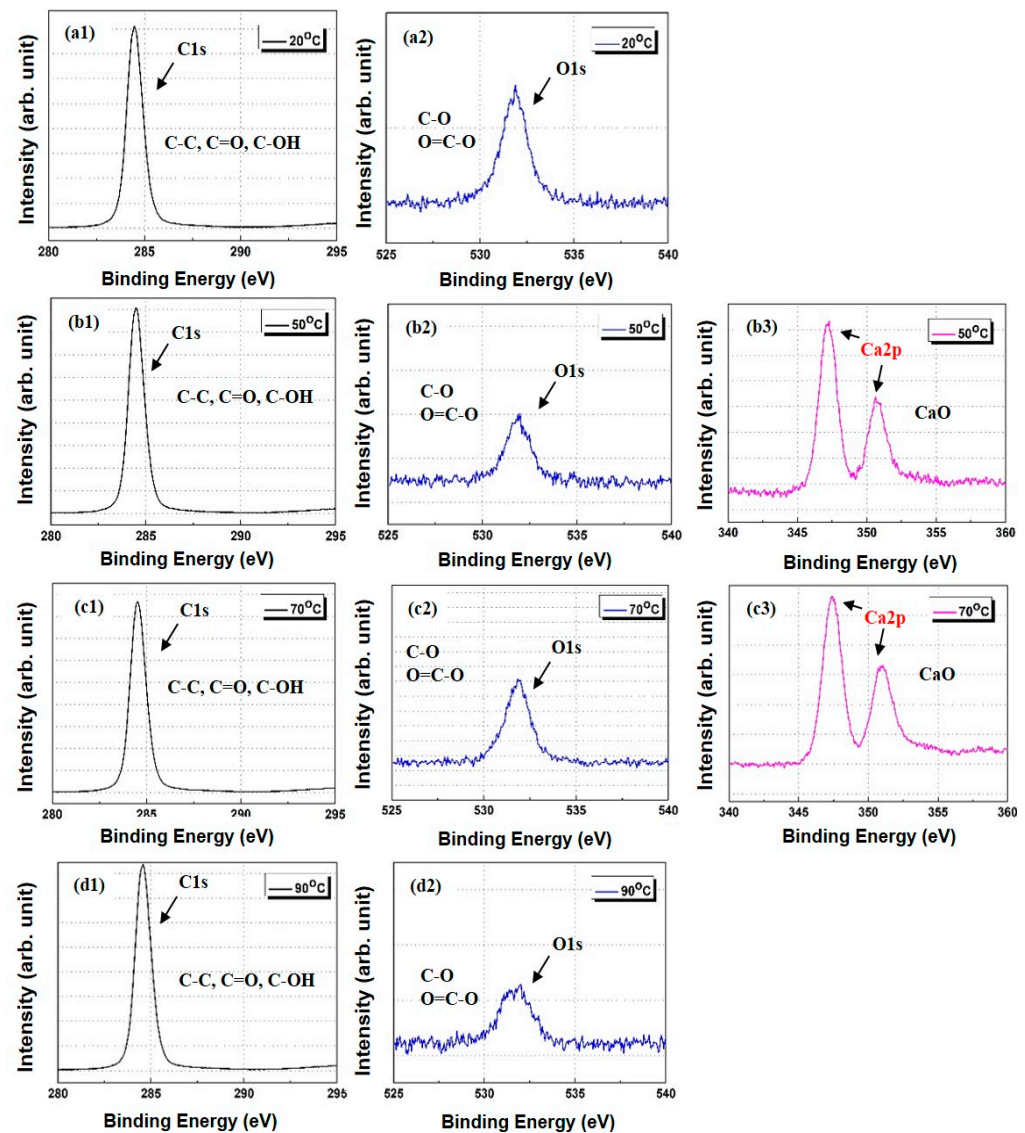 (a1)
20°C
C1s
C-C, C=O, C-OH
Intensity (arb. unit)
280 285 290 295
Binding Energy (eV)
(a2)
20°C
O1s
C-O
O=C-O
Intensity (arb. unit)
525 530 535 540
Binding Energy (eV)
(b1)
50°C
C1s
C-C, C=O, C-OH
Intensity (arb. unit)
280 285 290 295
Binding Energy (eV)
(b2)
50°C
C-O
O1s
O=C-O
Intensity (arb. unit)
525 530 535 540
Binding Energy (eV)
(b3)
50°C
Ca2p
CaO
Intensity (arb. unit)
340 345 350 355 360
Binding Energy (eV)
(c1)
70°C
C1s
C-C, C=O, C-OH
Intensity (arb. unit)
280 285 290 295
Binding Energy (eV)
(c2)
70°C
O1s
C-O
O=C-O
Intensity (arb. unit)
525 530 535 540
Binding Energy (eV)
(c3)
70°C
Ca2p
CaO
Intensity (arb. unit)
340 345 350 355 360
Binding Energy (eV)
(d1)
90°C
C1s
C-C, C=O, C-OH
Intensity (arb. unit)
280 285 290 295
Binding Energy (eV)
(d2)
90°C
O1s
C-O
O=C-O
Intensity (arb. unit)
525 530 535 540
Binding Energy (eV)